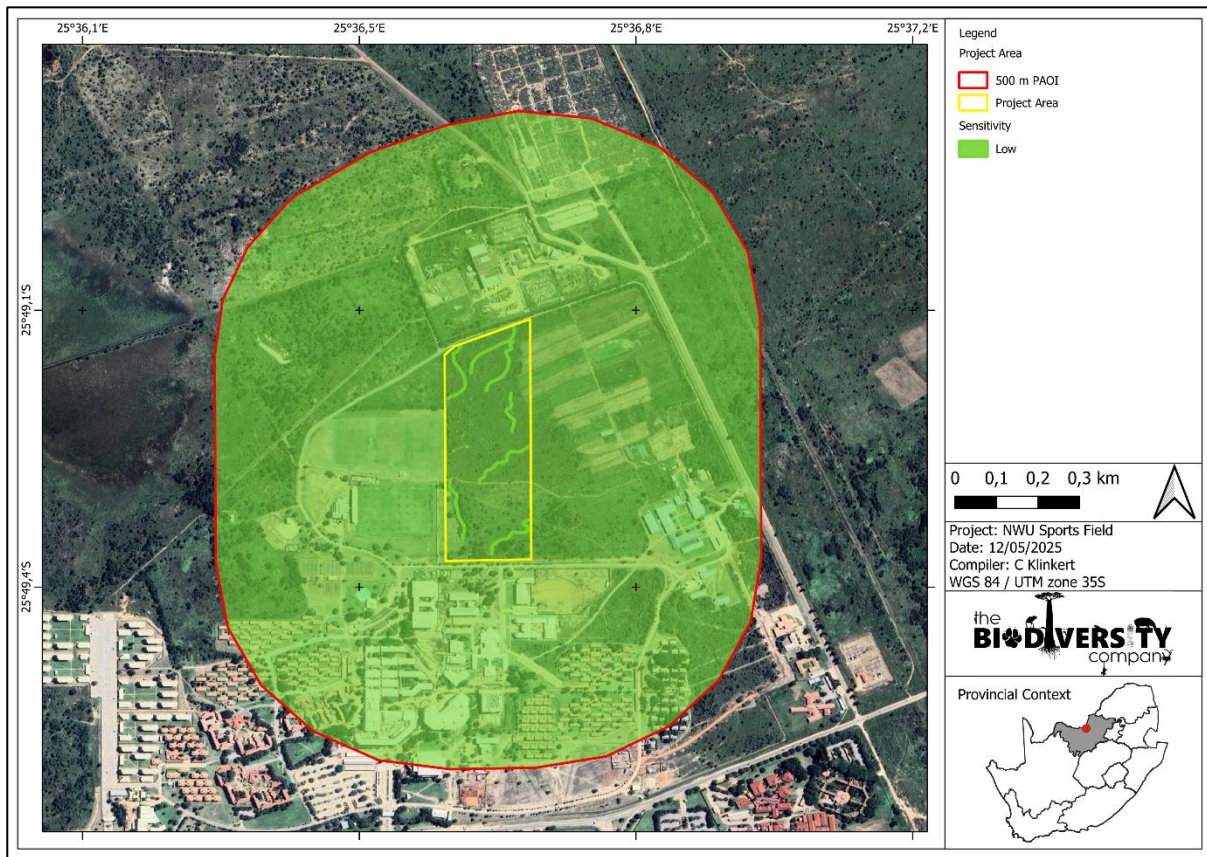 25°36,1'E
25°36,5'E
25°36,8'E
25°37,2'E
25°49,1'S
25°49,4'S
Legend
Project Area
500 m PAOI
Project Area
Sensitivity
Low
0 0,1 0,2 0,3 km
Project: NWU Sports Field
Date: 12/05/2025
Compiler: C Klinkert
WGS 84 / UTM zone 35S
the
BIODIVERSITY
company
Provincial Context